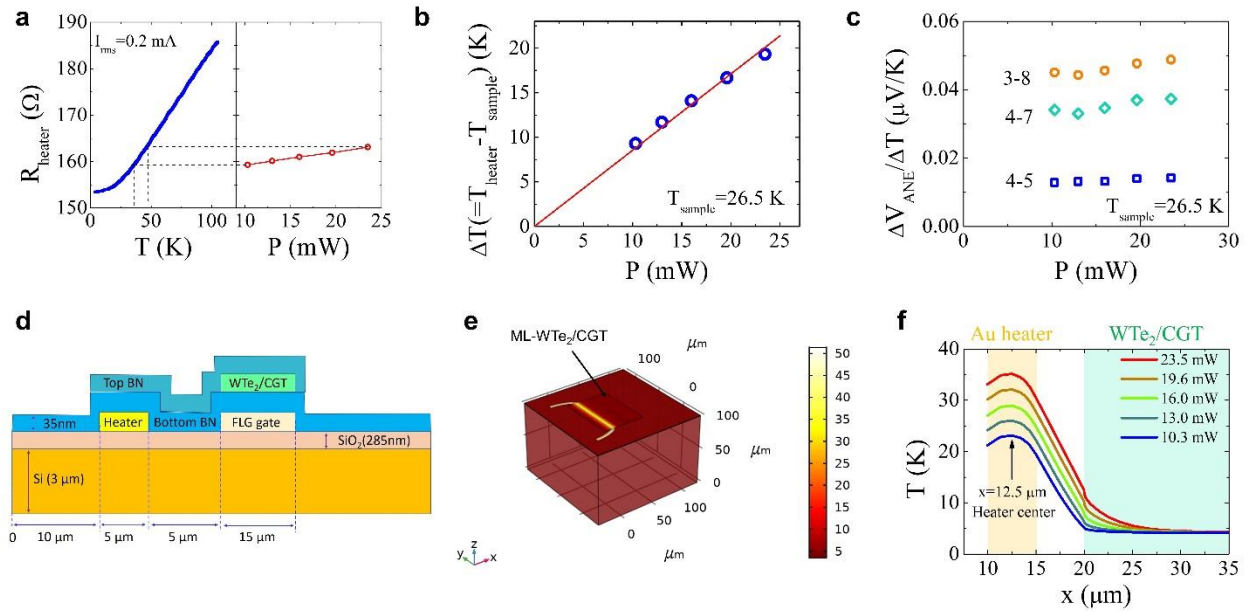 a
I_rms=0.2 mA
R_heater (Ω)
190
180
170
160
150
0 50 100
10 15 20 25
T (K)
P (mW)
b
ΔT(=T_heater-T_sample) (K)
20
15
10
5
0
0 5 10 15 20 25
T_sample=26.5 K
P (mW)
c
ΔV_ANE/ΔT (μV/K)
0.06
0.04
0.02
0.00
3-8
4-7
4-5
T_sample=26.5 K
0 10 20 30
P (mW)
d
Top BN
WTe₂/CGT
35nm
Heater
Bottom BN
FLG gate
SiO₂(285nm)
Si (3 μm)
0
10 μm
5 μm
5 μm
15 μm
e
ML-WTe₂/CGT
μm
100
0
100
50
0
μm
100
50
0
μm
z
y
x
50
45
40
35
30
25
20
15
10
5
f
Au heater
WTe₂/CGT
T (K)
40
30
20
10
0
23.5 mW
19.6 mW
16.0 mW
13.0 mW
10.3 mW
x=12.5 μm
Heater center
10 15 20 25 30 35
x (μm)